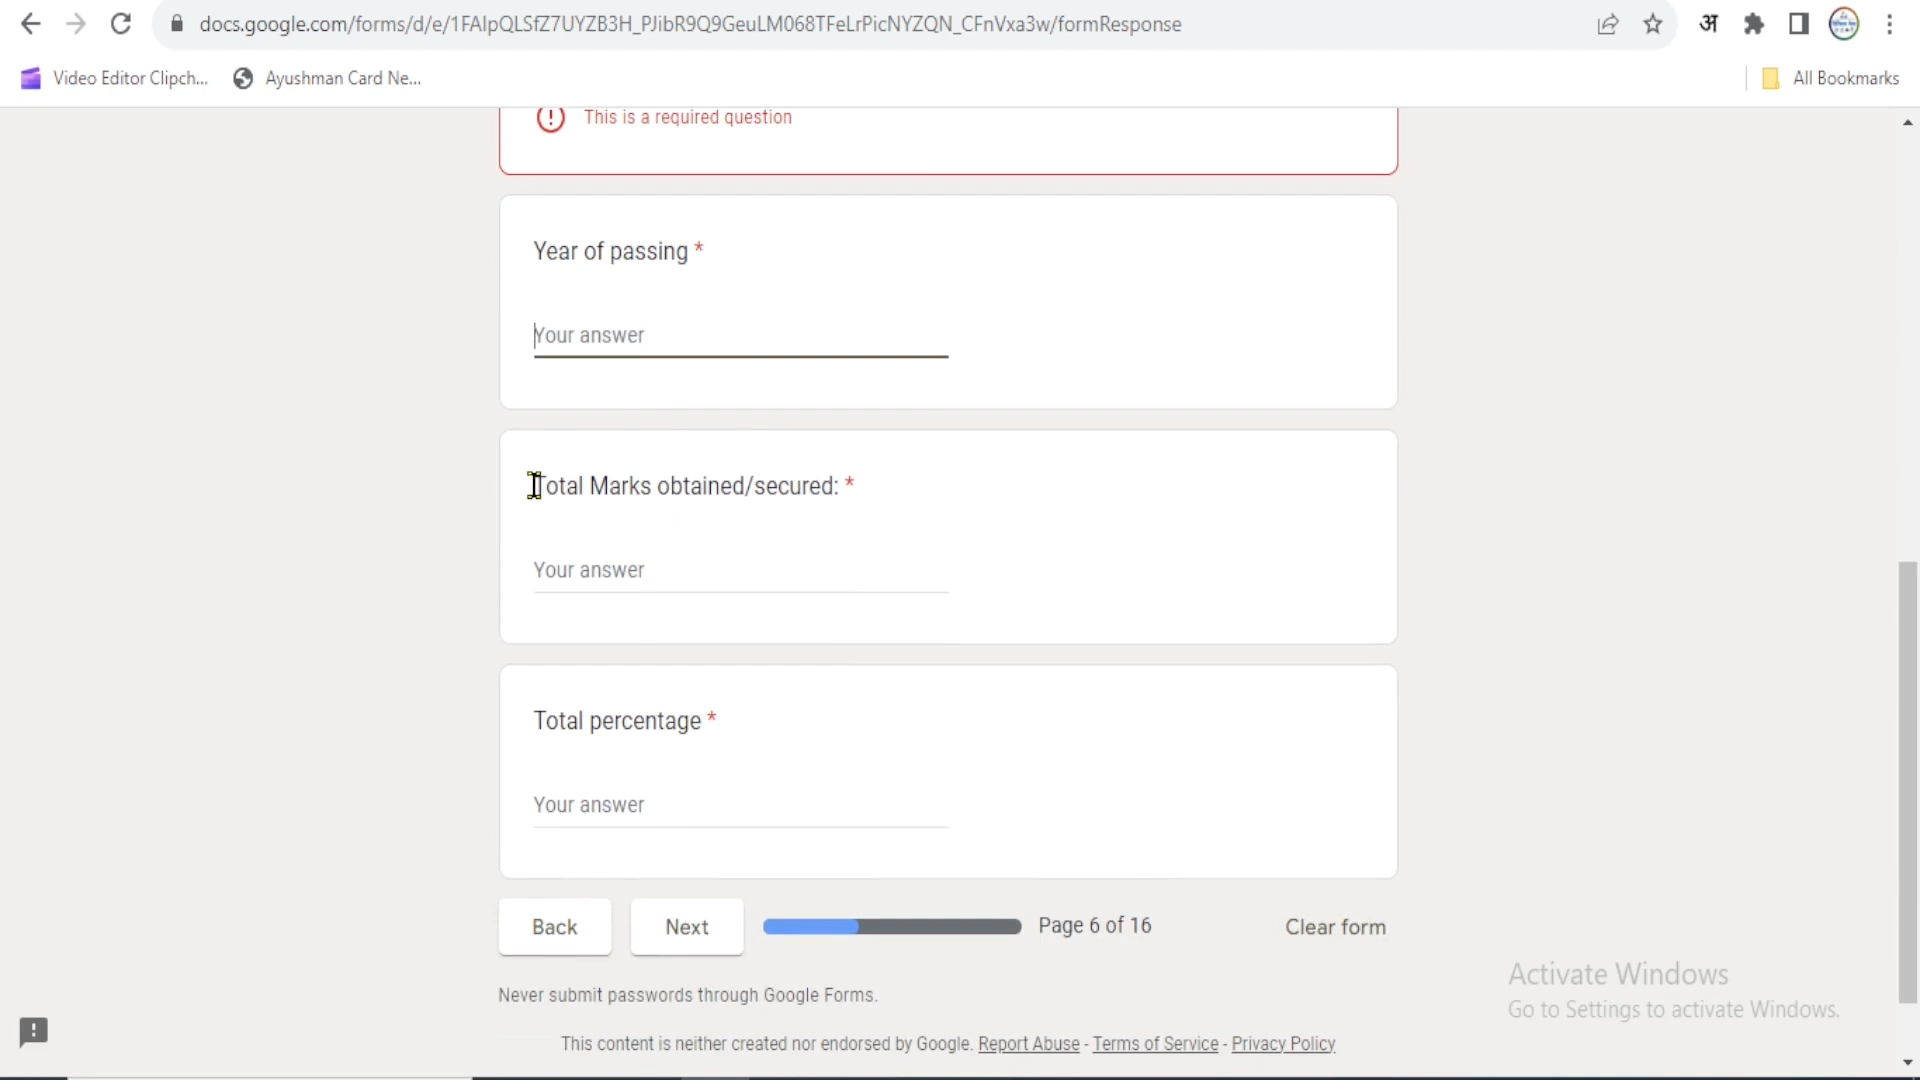 docs.google.com/forms/d/e/1FAIpQLSfZ7UYZB3H_PJibR9Q9GeuLM068TFeLrPicNYZQN_CFnVxa3w/formResponse
अ
Video Editor Clipch...
Ayushman Card Ne...
All Bookmarks
This is a required question
Year of passing *
Your answer
Total Marks obtained/secured: *
Your answer
Total percentage *
Your answer
Back
Next
Page 6 of 16
Clear form
Never submit passwords through Google Forms.
This content is neither created nor endorsed by Google. Report Abuse - Terms of Service - Privacy Policy
Activate Windows
Go to Settings to activate Windows.